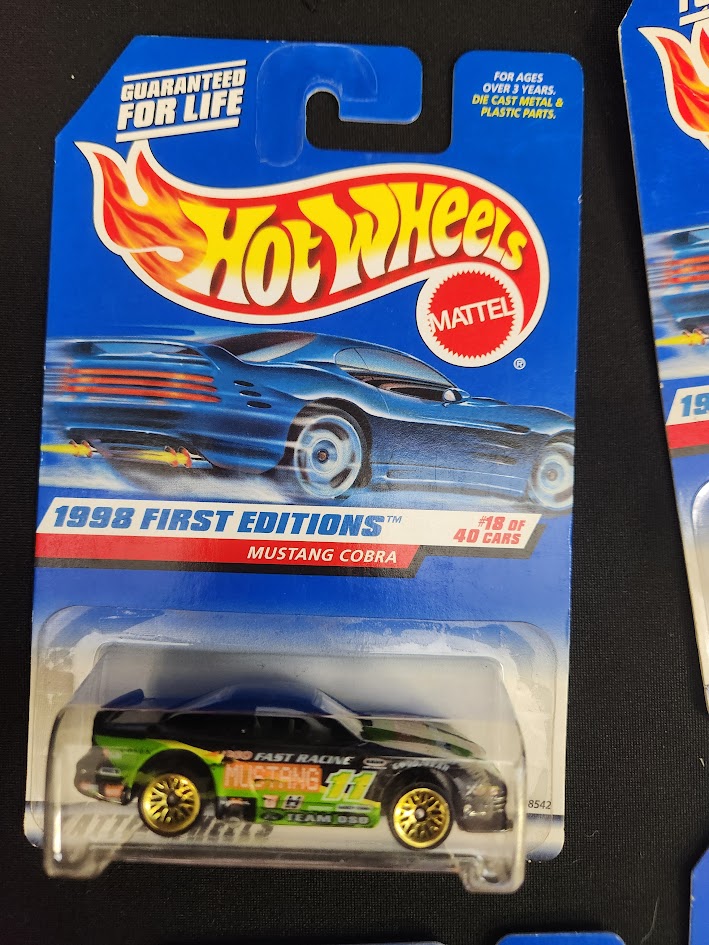 GUARANTEED
FOR LIFE
FOR AGES
OVER 3 YEARS.
DIE CAST METAL &
PLASTIC PARTS.
HOT WHEELS
MATTEL
®
1998 FIRST EDITIONS™
#18 OF
40 CARS
MUSTANG COBRA
FAST RACING
MUSTANG 11
TEAM
8542
19